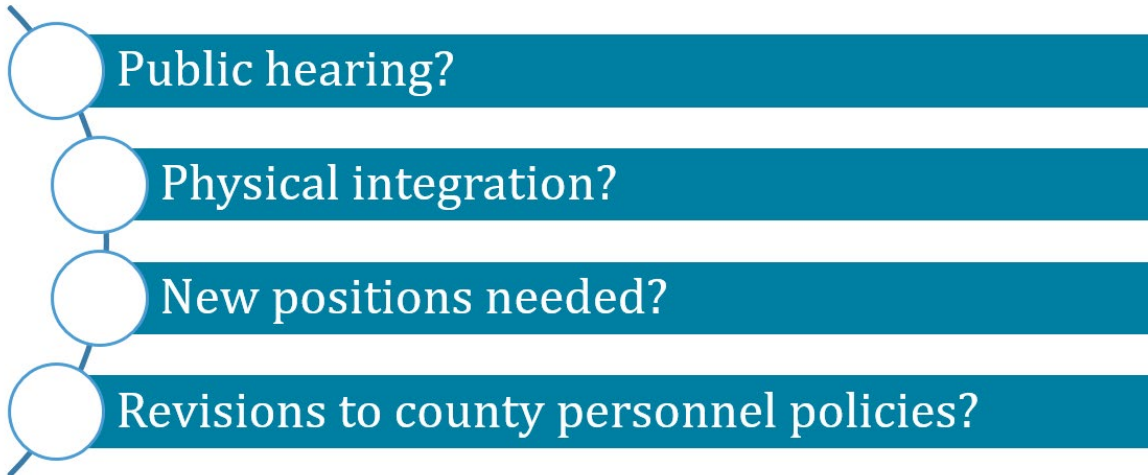 Public hearing?
Physical integration?
New positions needed?
Revisions to county personnel policies?